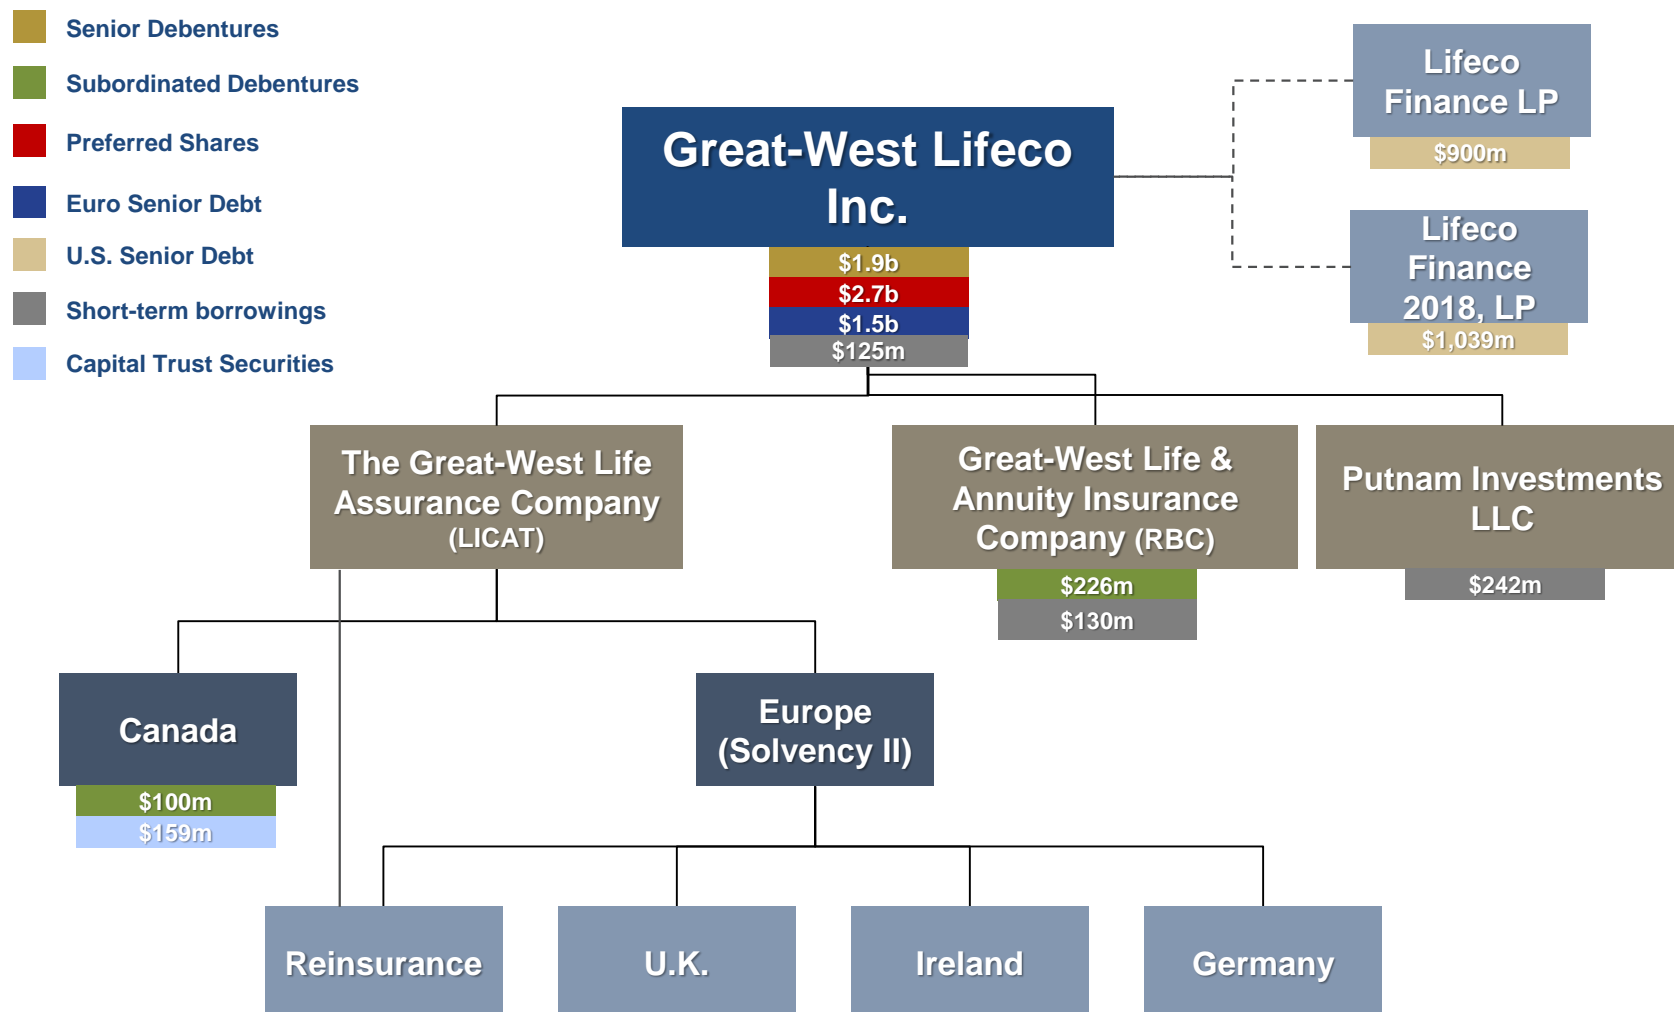 Senior Debentures
Subordinated Debentures
Preferred Shares
Euro Senior Debt
U.S. Senior Debt
Short-term borrowings
Capital Trust Securities
Great-West Lifeco
Inc.
$1.9b
$2.7b
$1.5b
$125m
Lifeco
Finance LP
$900m
Lifeco
Finance
2018, LP
$1,039m
The Great-West Life
Assurance Company
(LICAT)
Great-West Life &
Annuity Insurance
Company (RBC)
$226m
$130m
Putnam Investments
LLC
$242m
Canada
$100m
$159m
Europe
(Solvency II)
Reinsurance
U.K.
Ireland
Germany